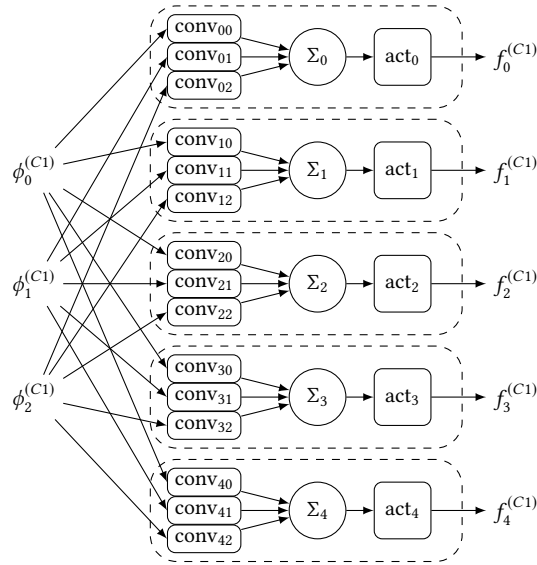 conv₀₀
conv₀₁ Σ₀ act₀ f₀⁽ꟲ¹⁾
conv₀₂
conv₁₀
ϕ₀⁽ꟲ¹⁾ conv₁₁ Σ₁ act₁ f₁⁽ꟲ¹⁾
conv₁₂
conv₂₀
ϕ₁⁽ꟲ¹⁾ conv₂₁ Σ₂ act₂ f₂⁽ꟲ¹⁾
conv₂₂
conv₃₀
ϕ₂⁽ꟲ¹⁾ conv₃₁ Σ₃ act₃ f₃⁽ꟲ¹⁾
conv₃₂
conv₄₀
conv₄₁ Σ₄ act₄ f₄⁽ꟲ¹⁾
conv₄₂